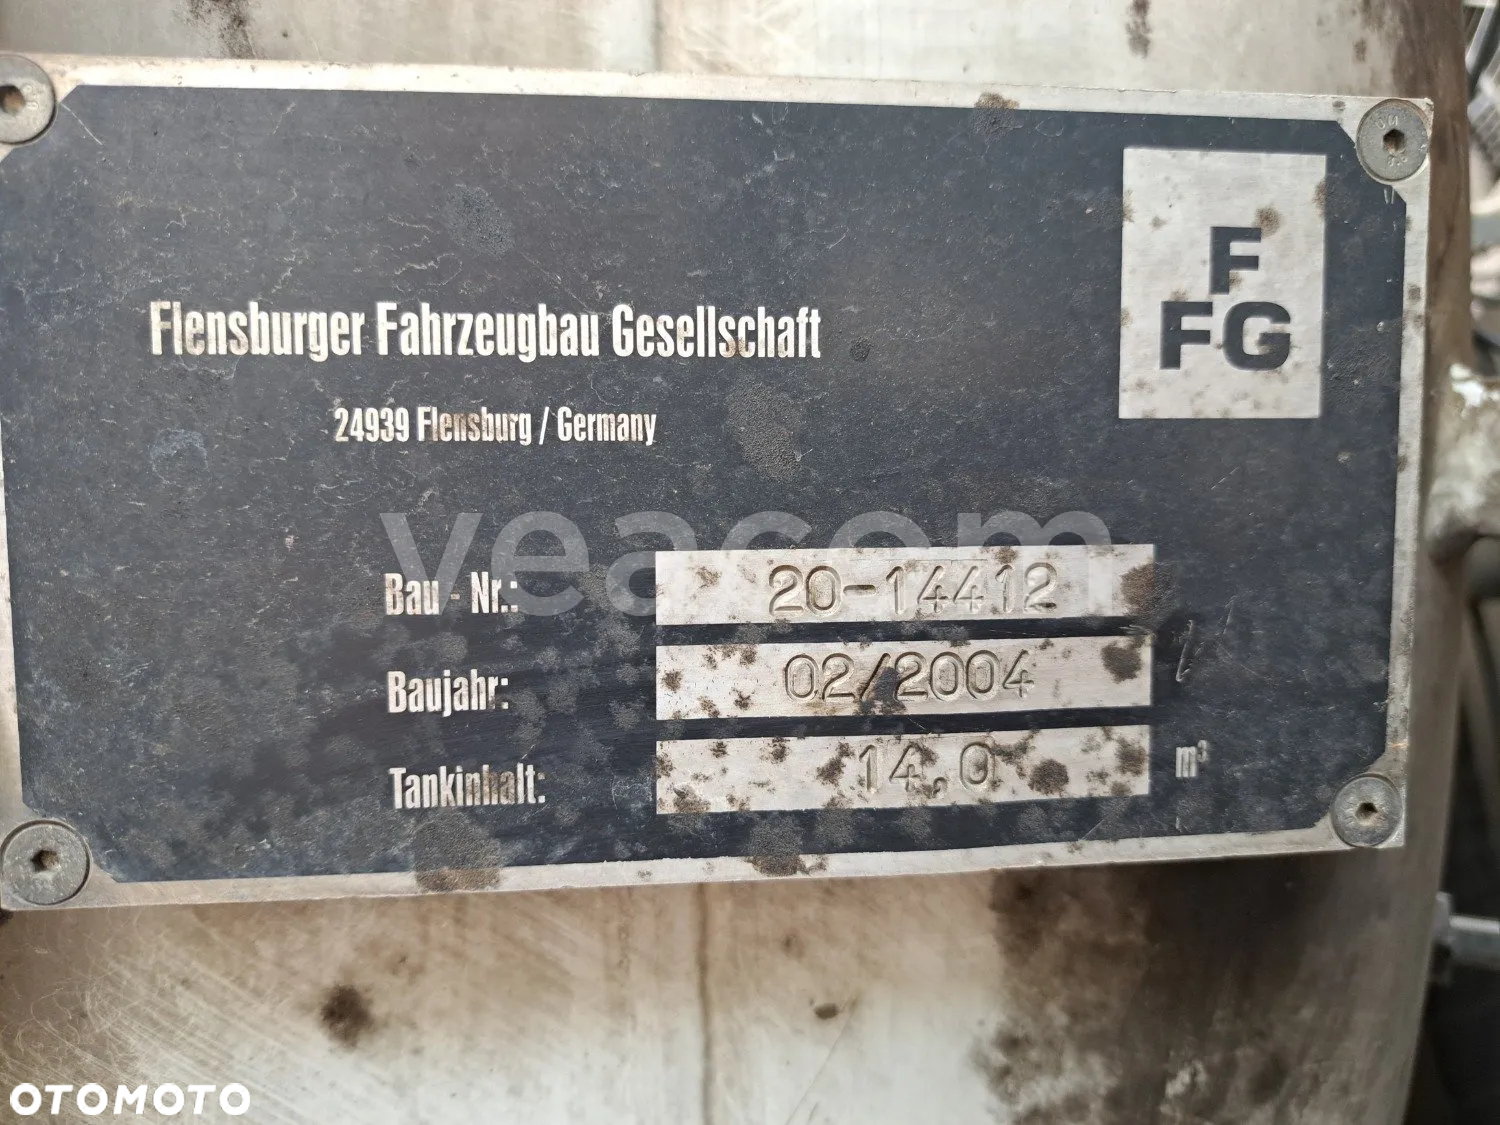 F
FFG
Flensburger Fahrzeugbau Gesellschaft
24939 Flensburg / Germany
veacom
Bau - Nr.: 20-14412
Baujahr: 02/2004
Tankinhalt: 14,0 m³
OTOMOTO